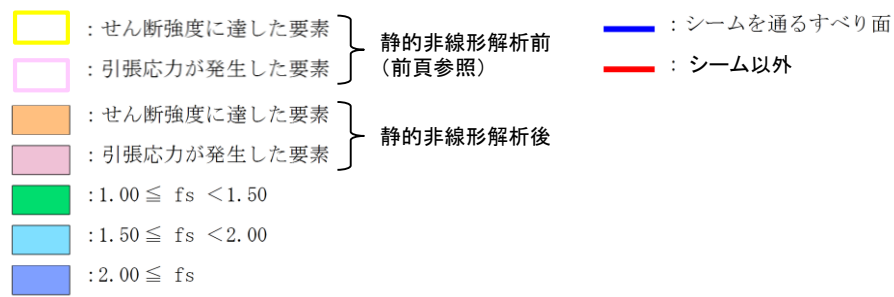 ：せん断強度に達した要素
：引張応力が発生した要素
静的非線形解析前
（前頁参照）
：せん断強度に達した要素
：引張応力が発生した要素
静的非線形解析後
:1.00≦ fs ＜1.50
:1.50≦ fs ＜2.00
:2.00≦ fs
：シームを通るすべり面
： シーム以外